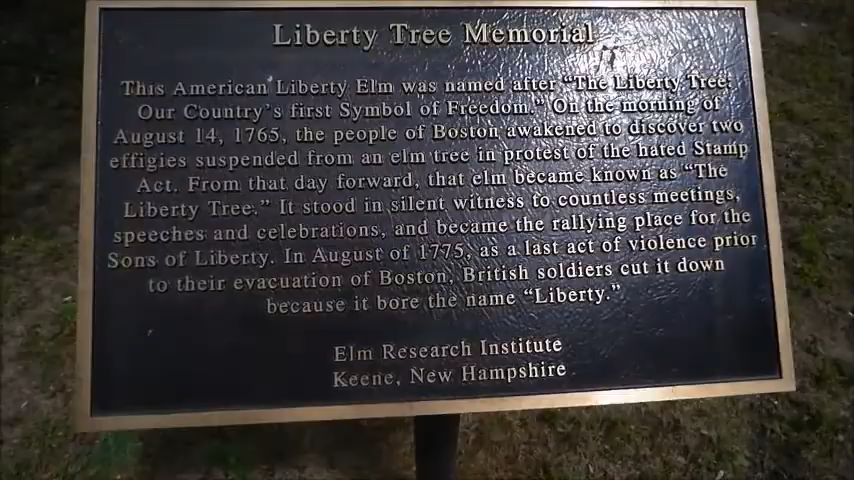 Liberty Tree Memorial
This American Liberty Elm was named after “The Liberty Tree:
Our Country’s first Symbol of Freedom.” On the morning of
August 14, 1765, the people of Boston awakened to discover two
effigies suspended from an elm tree in protest of the hated Stamp
Act. From that day forward, that elm became known as “The
Liberty Tree.” It stood in silent witness to countless meetings,
speeches and celebrations, and became the rallying place for the
Sons of Liberty. In August of 1775, as a last act of violence prior
to their evacuation of Boston, British soldiers cut it down
because it bore the name “Liberty.”
Elm Research Institute
Keene, New Hampshire